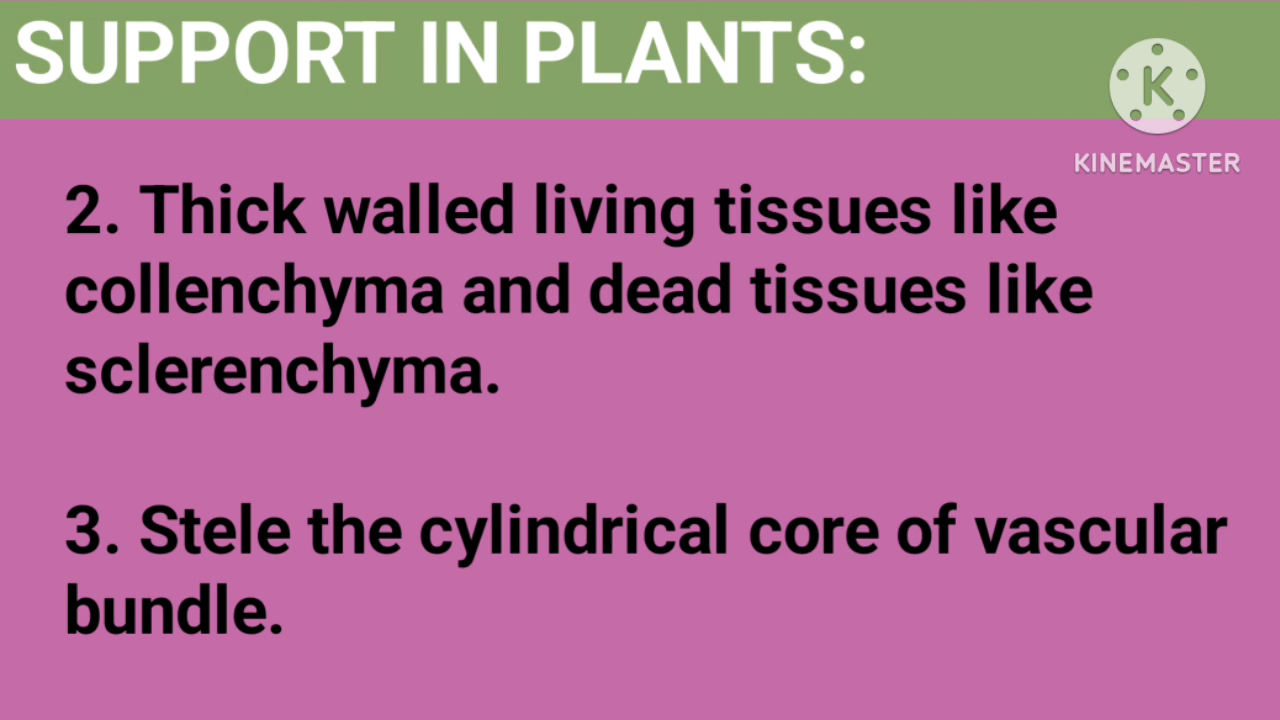 SUPPORT IN PLANTS:
K
KINEMASTER
2. Thick walled living tissues like
collenchyma and dead tissues like
sclerenchyma.
3. Stele the cylindrical core of vascular
bundle.